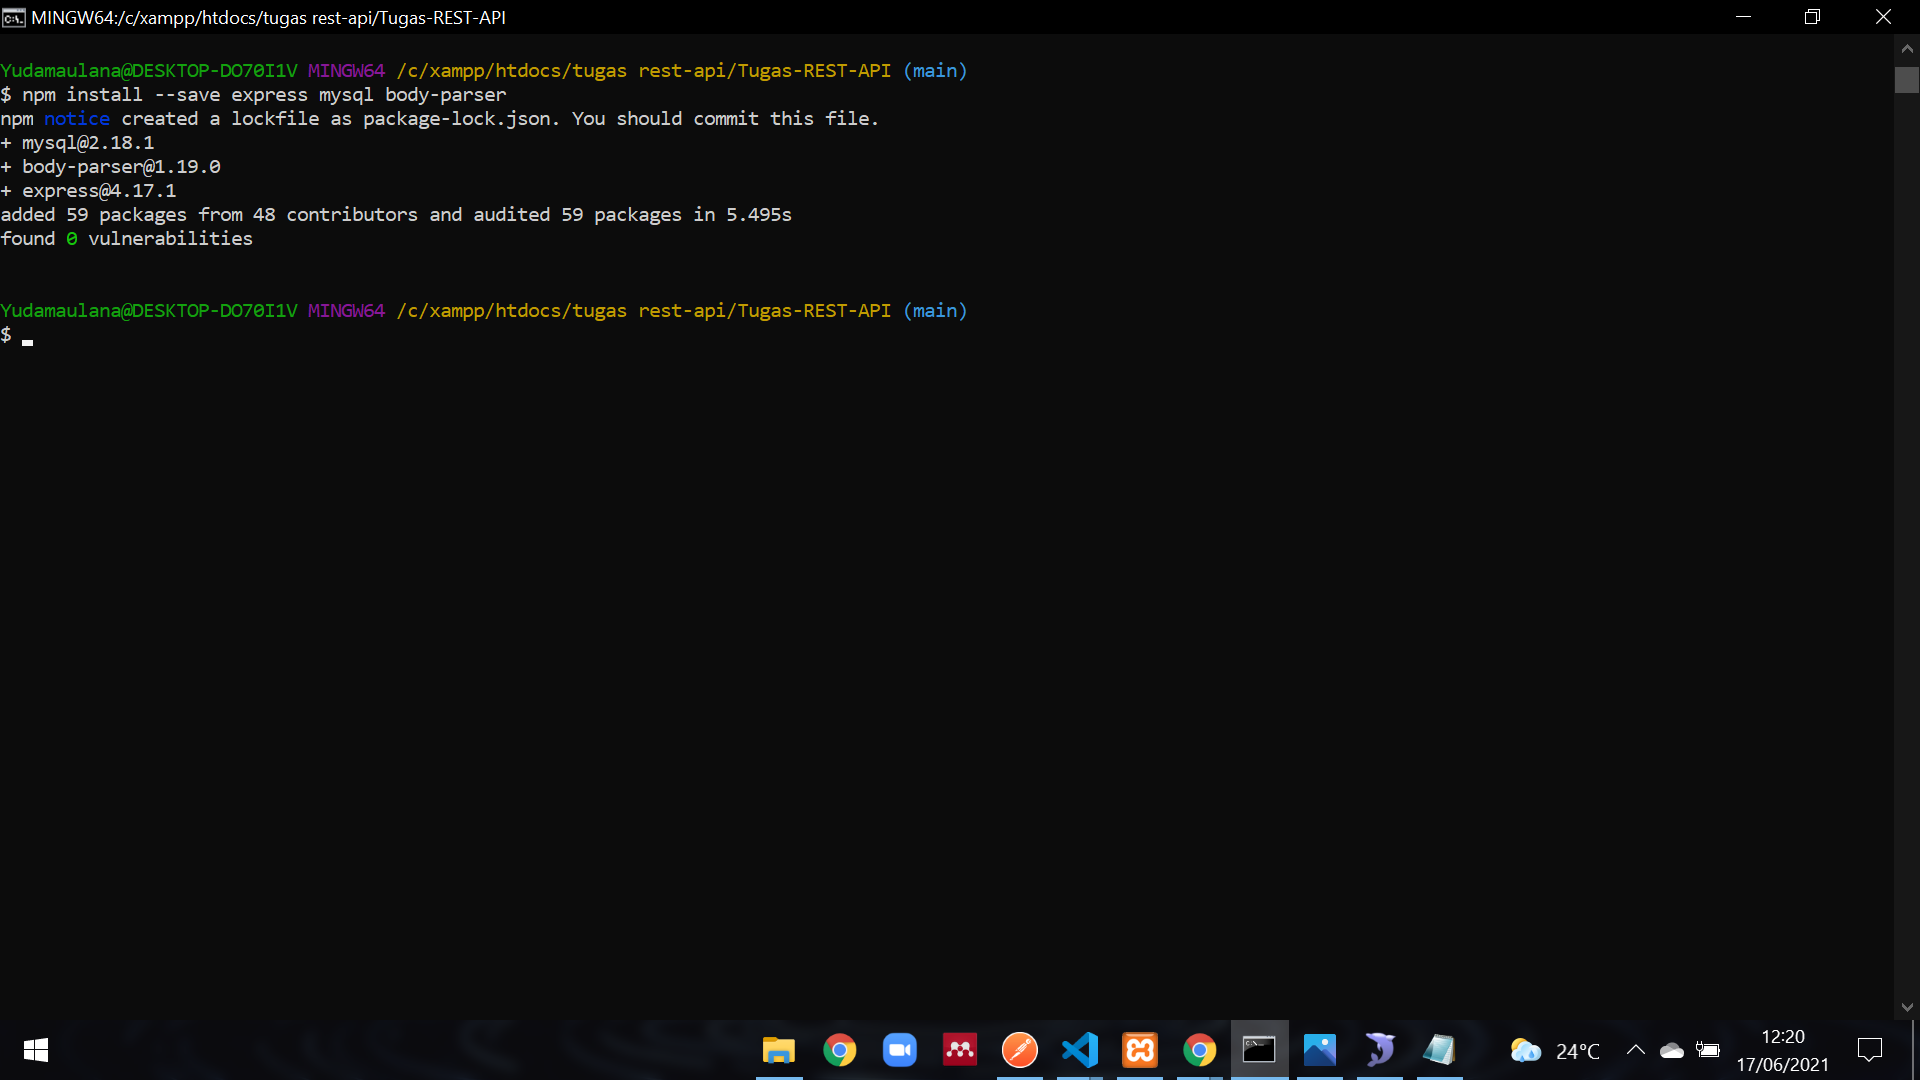 MINGW64:/c/xampp/htdocs/tugas rest-api/Tugas-REST-API
Yudamaulana@DESKTOP-DO70I1V MINGW64 /c/xampp/htdocs/tugas rest-api/Tugas-REST-API (main)
$ npm install --save express mysql body-parser
npm notice created a lockfile as package-lock.json. You should commit this file.
+ mysql@2.18.1
+ body-parser@1.19.0
+ express@4.17.1
added 59 packages from 48 contributors and audited 59 packages in 5.495s
found 0 vulnerabilities
Yudamaulana@DESKTOP-DO70I1V MINGW64 /c/xampp/htdocs/tugas rest-api/Tugas-REST-API (main)
$
24°C
12:20
17/06/2021